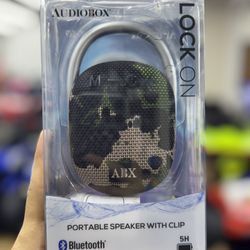 AUDIOBOX
LOCK ON
ABX
PORTABLE SPEAKER WITH CLIP
Bluetooth
5H